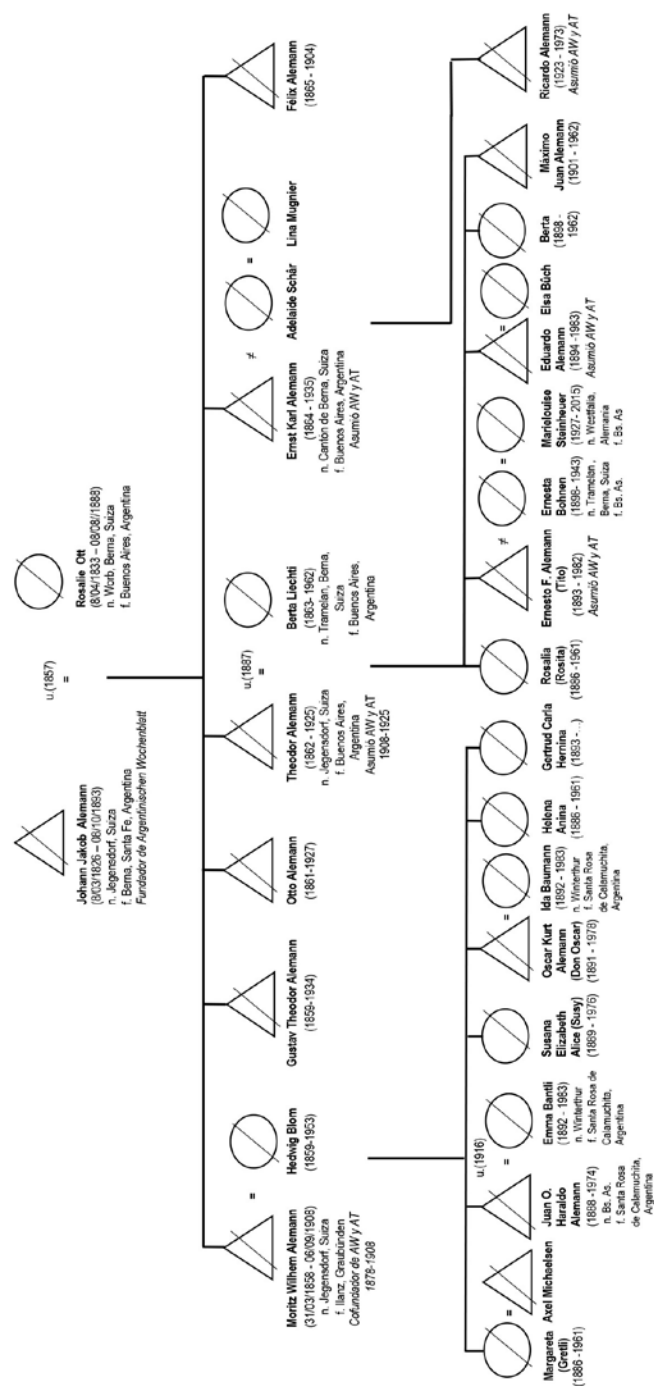 u.(1857)
=
Johann Jakob Alemann
(8/03/1826 – 08/10/1893)
n. Jegensdorf, Suiza
f. Berna, Santa Fe, Argentina
Fundador de Argentinischen Wochenblatt
Rosalie Ott
(8/04/1833 – 08/08//1888)
n. Worb, Berna, Suiza
f. Buenos Aires, Argentina
Moritz Wilhem Alemann
(31/03/1858 - 06/09/1908)
n. Jegensdorf, Suiza
f. Ilanz, Graubünden
Cofundador de AW y AT
1878-1908
=
Hedwig Blom
(1859-1953)
Gustav Theodor Alemann
(1859-1934)
Otto Alemann
(1861-1927)
Theodor Alemann
(1862 - 1925)
n. Jegensdorf, Suiza
f. Buenos Aires,
Argentina
Asumió AW y AT
1908-1925
u.(1887)
=
Berta Liechti
(1863- 1962)
n. Tramelan, Berna,
Suiza
f. Buenos Aires,
Argentina
Ernst Karl Alemann
(1864 - 1935)
n. Cantón de Berna, Suiza
f. Buenos Aires, Argentina
Asumió AW y AT
≠
Adelaide Schär
=
Lina Mugnier
Félix Alemann
(1865 - 1904)
Margareta
(Gretli)
(1886 -1961)
=
Axel Michaelsen
Juan O.
Haraldo
Alemann
(1888 -1974)
n. Bs. As.
f. Santa Rosa
de Calamuchita,
Argentina
u.(1916)
=
Emma Bantli
(1892 - 1983)
n. Winterthur
f. Santa Rosa de
Calamuchita,
Argentina
Susana
Elizabeth
Alice (Susy)
(1889 - 1976)
Oscar Kurt
Alemann
(Don Oscar)
(1891 - 1978)
=
Ida Baumann
(1892 - 1983)
n. Winterthur
f. Santa Rosa
de Calamuchita,
Argentina
Helena
Anina
(1886 - 1961)
Gertrud Carla
Hernina
(1893 -...)
Rosalia
(Rosita)
(1886 -1961)
Ernesto F. Alemann
(Tito)
(1893 - 1982)
Asumió AW y AT
≠
Ernesta
Bohnen
(1896- 1943)
n. Tramelan ,
Berna, Suiza
f. Bs. As
=
Marielouise
Steinheuer
(1927- 2015)
n. Westfalia,
Alemania
f. Bs. As
Eduardo
Alemann
(1894 -1983)
Asumió AW y AT
=
Elsa Büch
Berta
(1898 -
1962)
Máximo
Juan Alemann
(1901 - 1962)
Ricardo Alemann
(1923 - 1973)
Asumió AW y AT